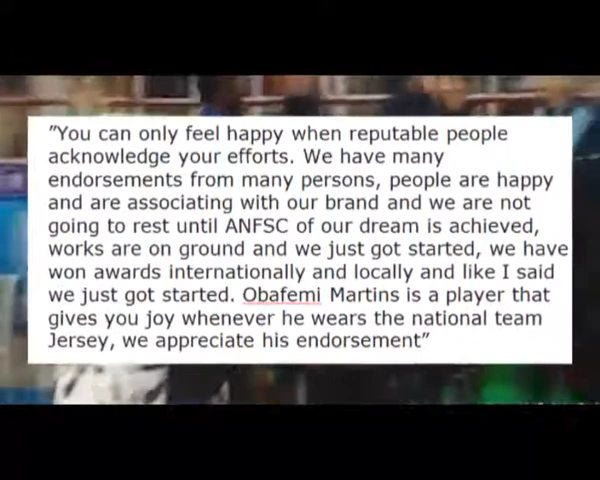 "You can only feel happy when reputable people
acknowledge your efforts. We have many
endorsements from many persons, people are happy
and are associating with our brand and we are not
going to rest until ANFSC of our dream is achieved,
works are on ground and we just got started, we have
won awards internationally and locally and like I said
we just got started. Obafemi Martins is a player that
gives you joy whenever he wears the national team
Jersey, we appreciate his endorsement"